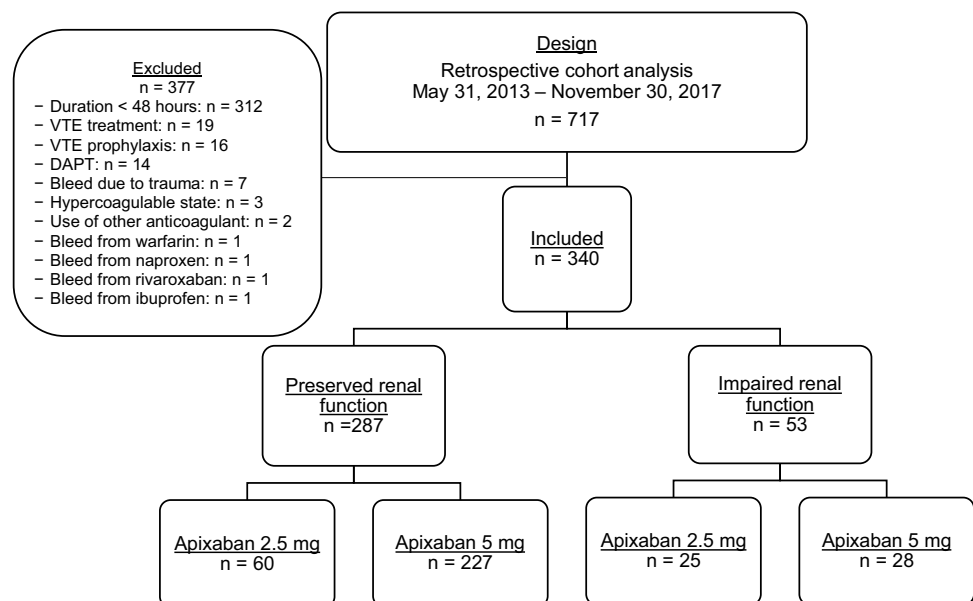 Design
Retrospective cohort analysis
May 31, 2013 – November 30, 2017
n = 717
Excluded
n = 377
− Duration < 48 hours: n = 312
− VTE treatment: n = 19
− VTE prophylaxis: n = 16
− DAPT: n = 14
− Bleed due to trauma: n = 7
− Hypercoagulable state: n = 3
− Use of other anticoagulant: n = 2
− Bleed from warfarin: n = 1
− Bleed from naproxen: n = 1
− Bleed from rivaroxaban: n = 1
− Bleed from ibuprofen: n = 1
Included
n = 340
Preserved renal
function
n =287
Impaired renal
function
n = 53
Apixaban 2.5 mg
n = 60
Apixaban 5 mg
n = 227
Apixaban 2.5 mg
n = 25
Apixaban 5 mg
n = 28